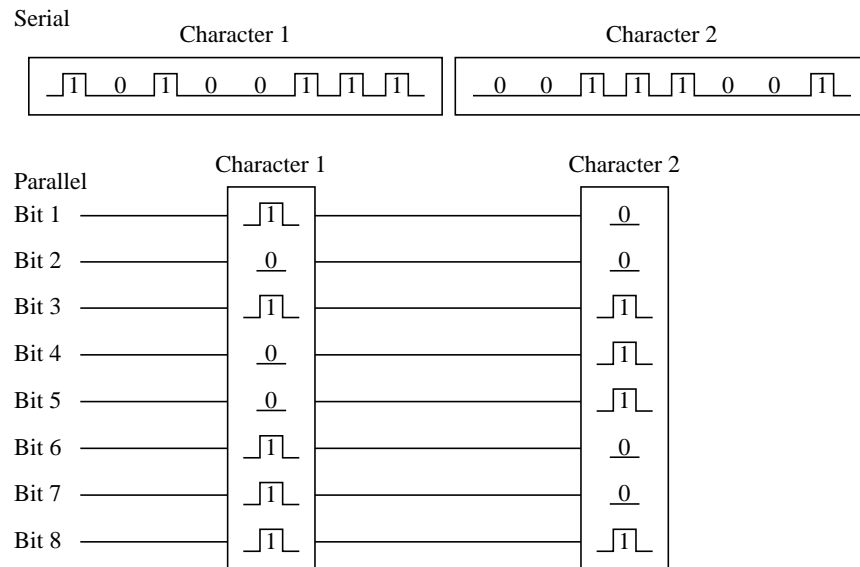 Serial
Character 1 Character 2
1 0 1 0 0 1 1 1 0 0 1 1 1 0 0 1
Character 1 Character 2
Parallel
Bit 1 1 0
Bit 2 0 0
Bit 3 1 1
Bit 4 0 1
Bit 5 0 1
Bit 6 1 0
Bit 7 1 0
Bit 8 1 1